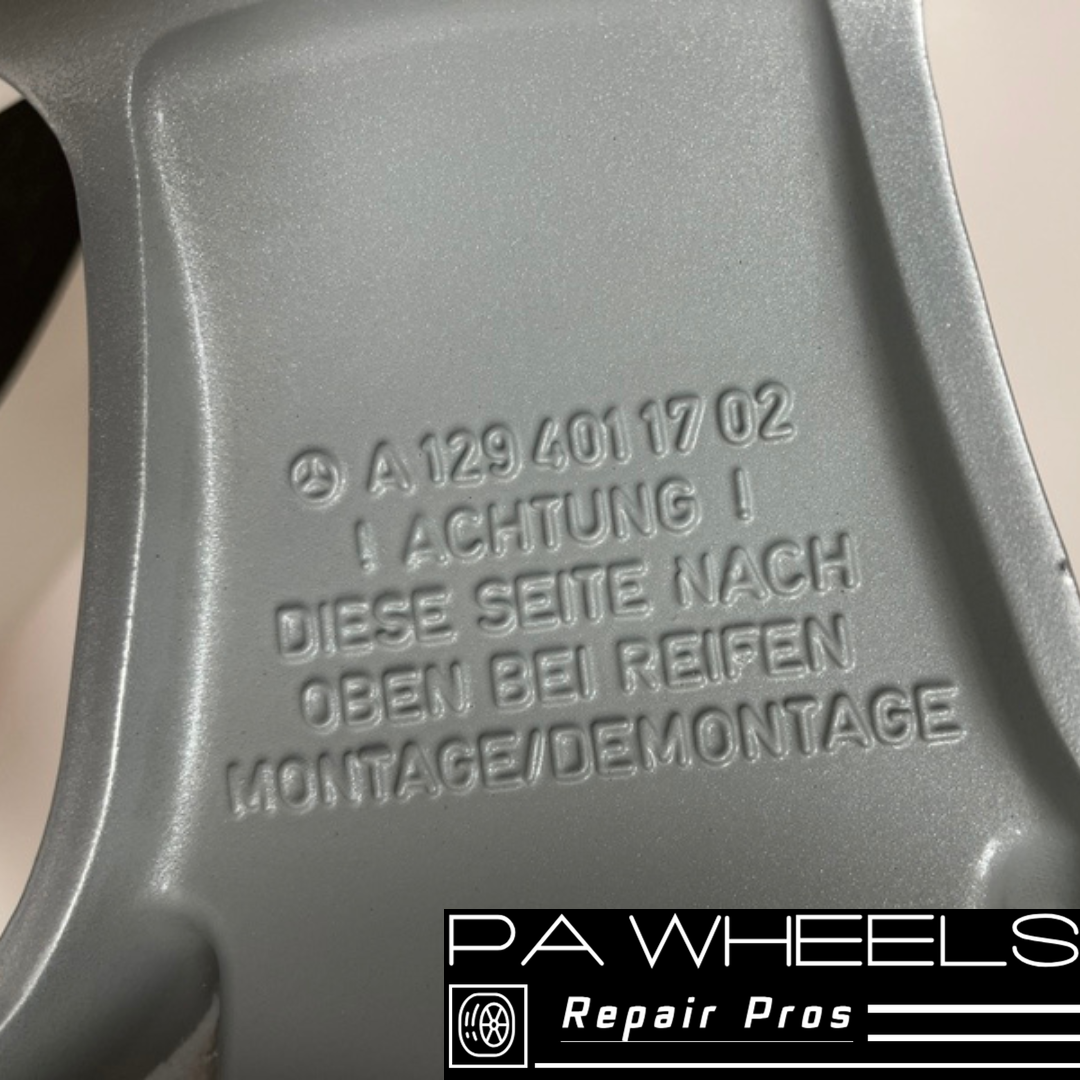 A 129 401 17 02
! ACHTUNG !
DIESE SEITE NACH
OBEN BEI REIFEN
MONTAGE/DEMONTAGE
PA WHEELS
Repair Pros